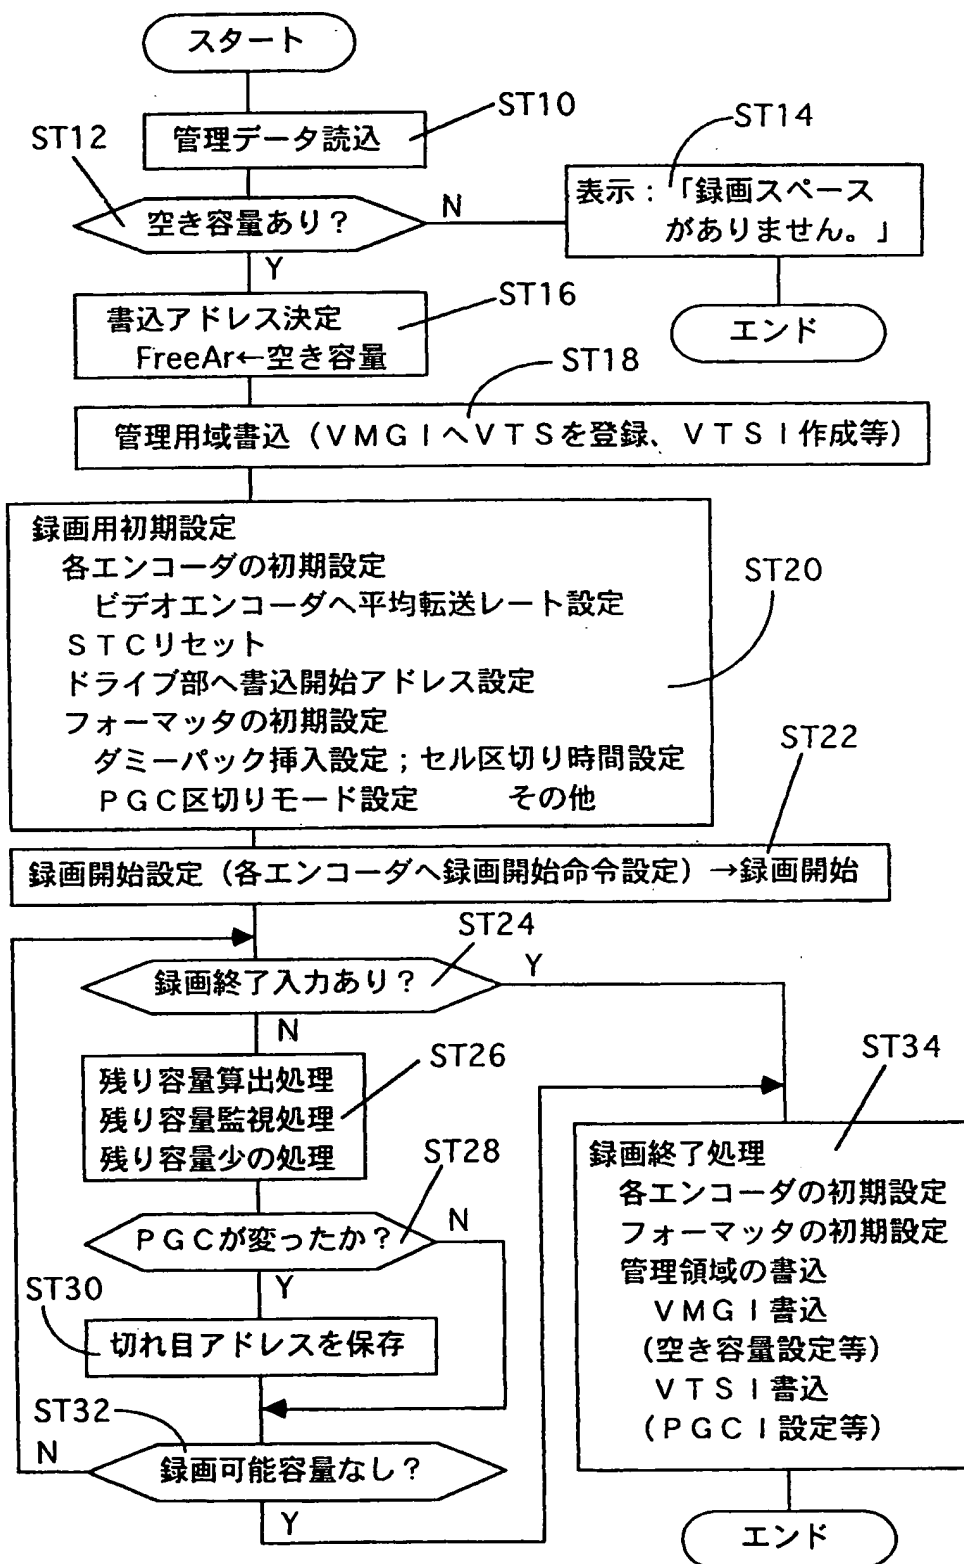 スタート
ST10
管理データ読込
ST12
ST14
空き容量あり？
N
表示：「録画スペース
がありません。」
Y
ST16
エンド
書込アドレス決定
FreeAr←空き容量
ST18
管理用域書込（ＶＭＧＩへＶＴＳを登録、ＶＴＳＩ作成等）
録画用初期設定
各エンコーダの初期設定
ST20
ビデオエンコーダへ平均転送レート設定
ＳＴＣリセット
ドライブ部へ書込開始アドレス設定
フォーマッタの初期設定
ST22
ダミーパック挿入設定；セル区切り時間設定
ＰＧＣ区切りモード設定　　その他
録画開始設定（各エンコーダへ録画開始命令設定）→録画開始
ST24
録画終了入力あり？
Y
N
ST26
残り容量算出処理
残り容量監視処理
残り容量少の処理
ST28
ＰＧＣが変ったか？
N
Y
ST30
切れ目アドレスを保存
ST32
録画可能容量なし？
N
Y
ST34
録画終了処理
各エンコーダの初期設定
フォーマッタの初期設定
管理領域の書込
ＶＭＧＩ書込
(空き容量設定等)
ＶＴＳＩ書込
(ＰＧＣＩ設定等)
エンド